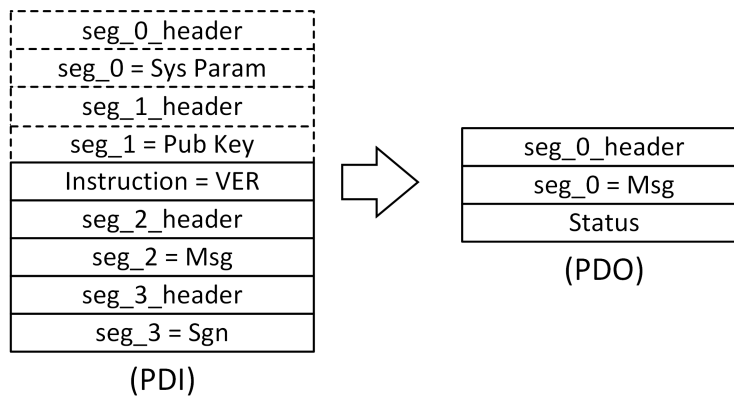 seg_0_header
seg_0 = Sys Param
seg_1_header
seg_1 = Pub Key
Instruction = VER
seg_2_header
seg_2 = Msg
seg_3_header
seg_3 = Sgn
(PDI)
seg_0_header
seg_0 = Msg
Status
(PDO)